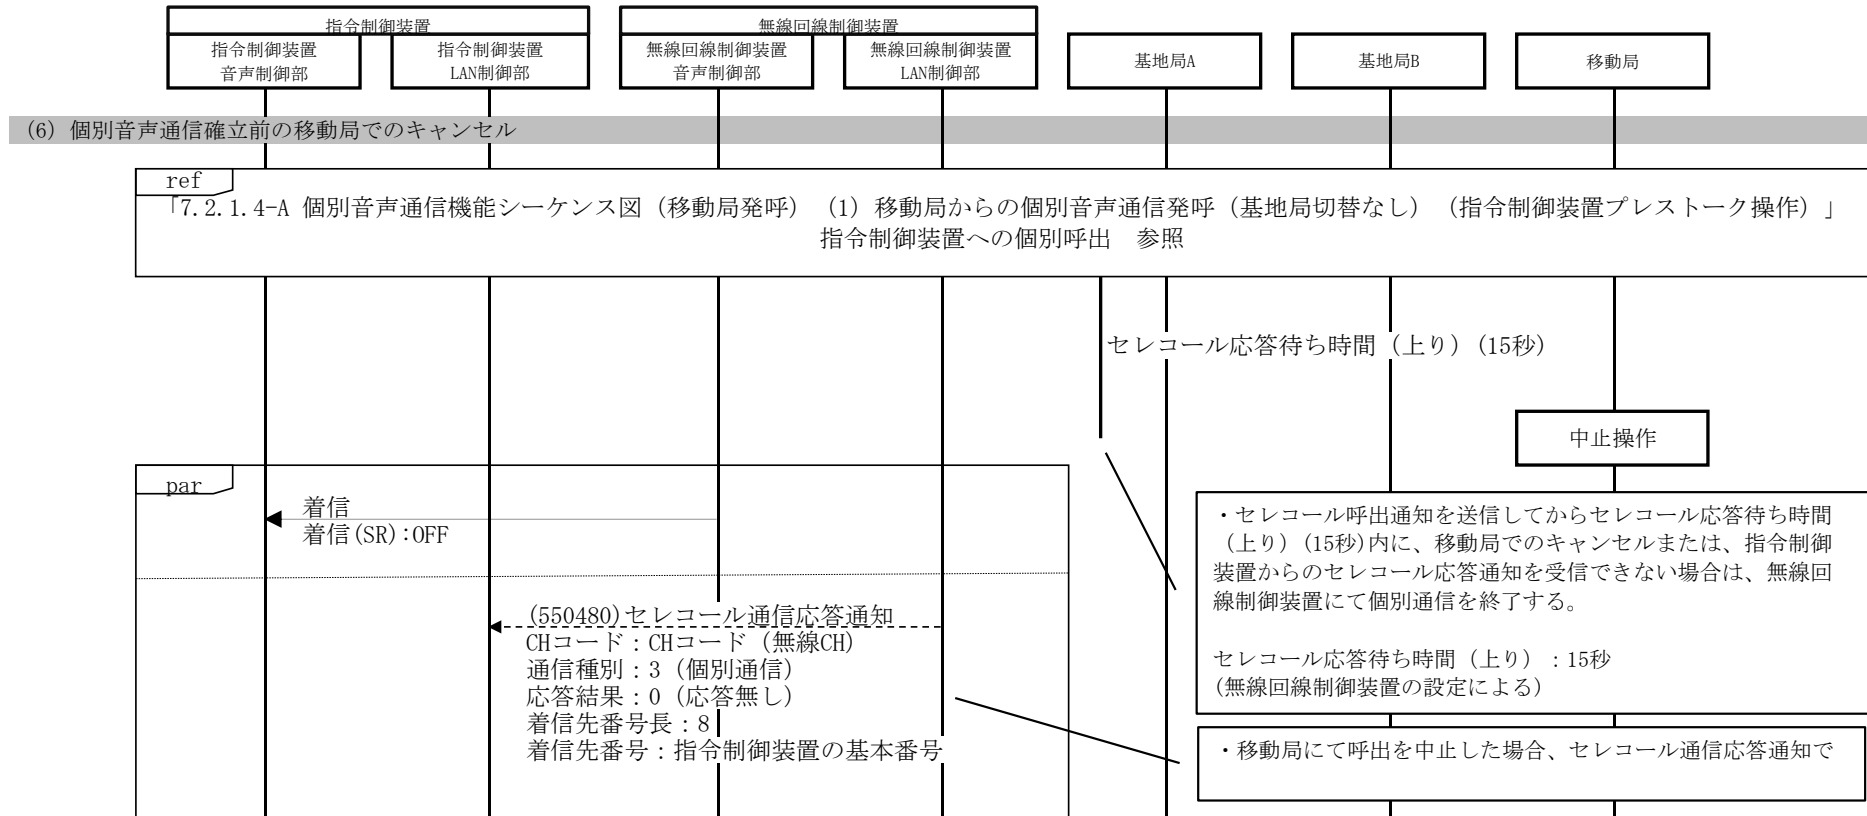 指令制御装置
無線回線制御装置
指令制御装置
音声制御部
指令制御装置
LAN制御部
無線回線制御装置
音声制御部
無線回線制御装置
LAN制御部
基地局A
基地局B
移動局
(6) 個別音声通信確立前の移動局でのキャンセル
ref
「7.2.1.4-A 個別音声通信機能シーケンス図（移動局発呼）（1）移動局からの個別音声通信発呼（基地局切替なし）（指令制御装置プレストーク操作）」
指令制御装置への個別呼出　参照
セレコール応答待ち時間（上り）(15秒)
中止操作
par
着信
着信(SR):OFF
・セレコール呼出通知を送信してからセレコール応答待ち時間
（上り）(15秒)内に、移動局でのキャンセルまたは、指令制御
装置からのセレコール応答通知を受信できない場合は、無線回
線制御装置にて個別通信を終了する。
セレコール応答待ち時間（上り）：15秒
(無線回線制御装置の設定による)
(550480)セレコール通信応答通知
CHコード：CHコード（無線CH）
通信種別：3（個別通信）
応答結果：0（応答無し）
着信先番号長：8
着信先番号：指令制御装置の基本番号
・移動局にて呼出を中止した場合、セレコール通信応答通知で